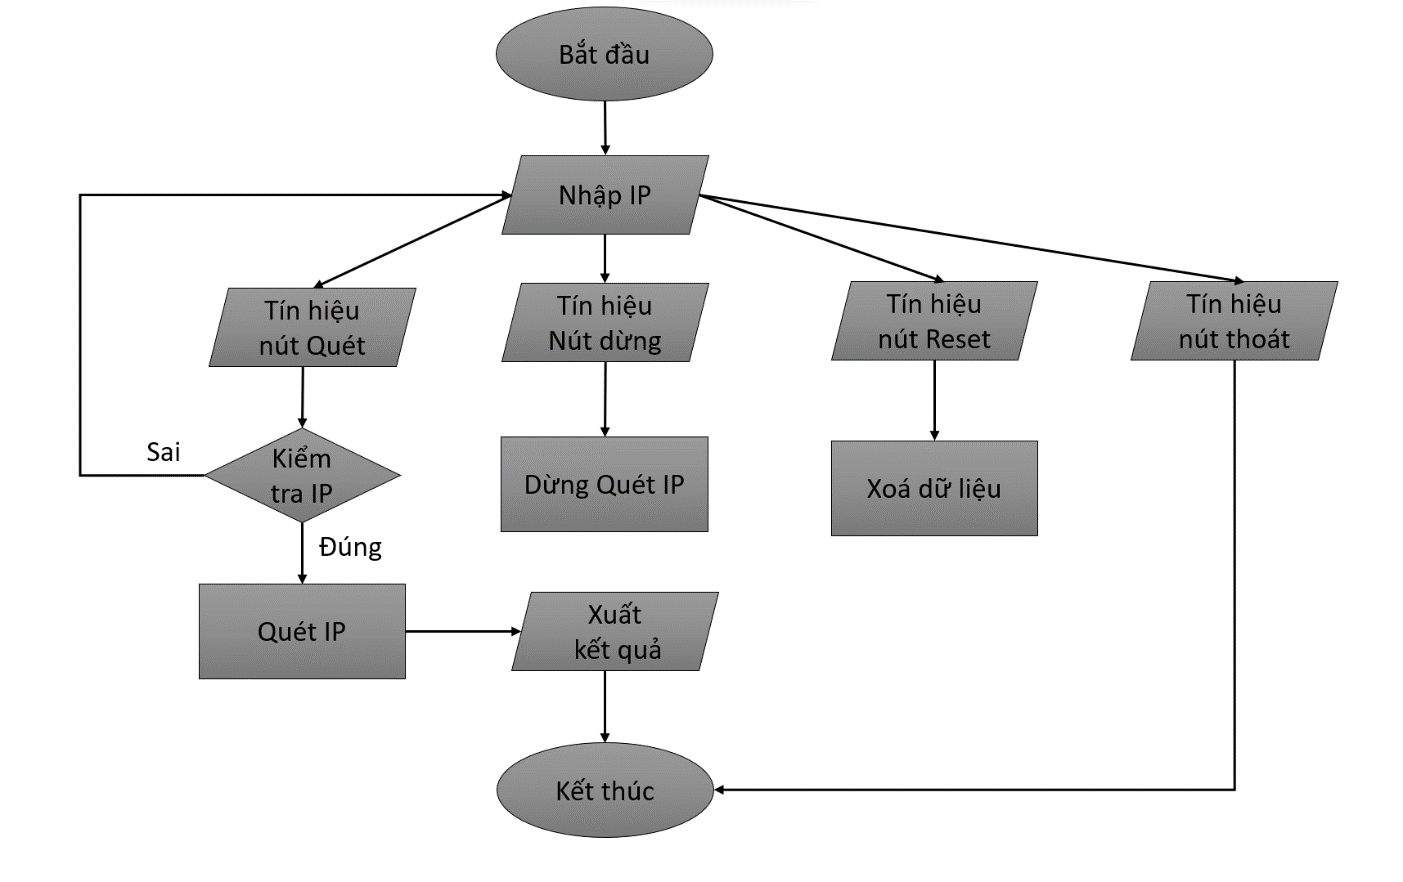 Bắt đầu
Nhập IP
Tín hiệu
nút Quét
Tín hiệu
Nút dừng
Tín hiệu
nút Reset
Tín hiệu
nút thoát
Sai
Kiểm
tra IP
Dừng Quét IP
Xoá dữ liệu
Đúng
Quét IP
Xuất
kết quả
Kết thúc